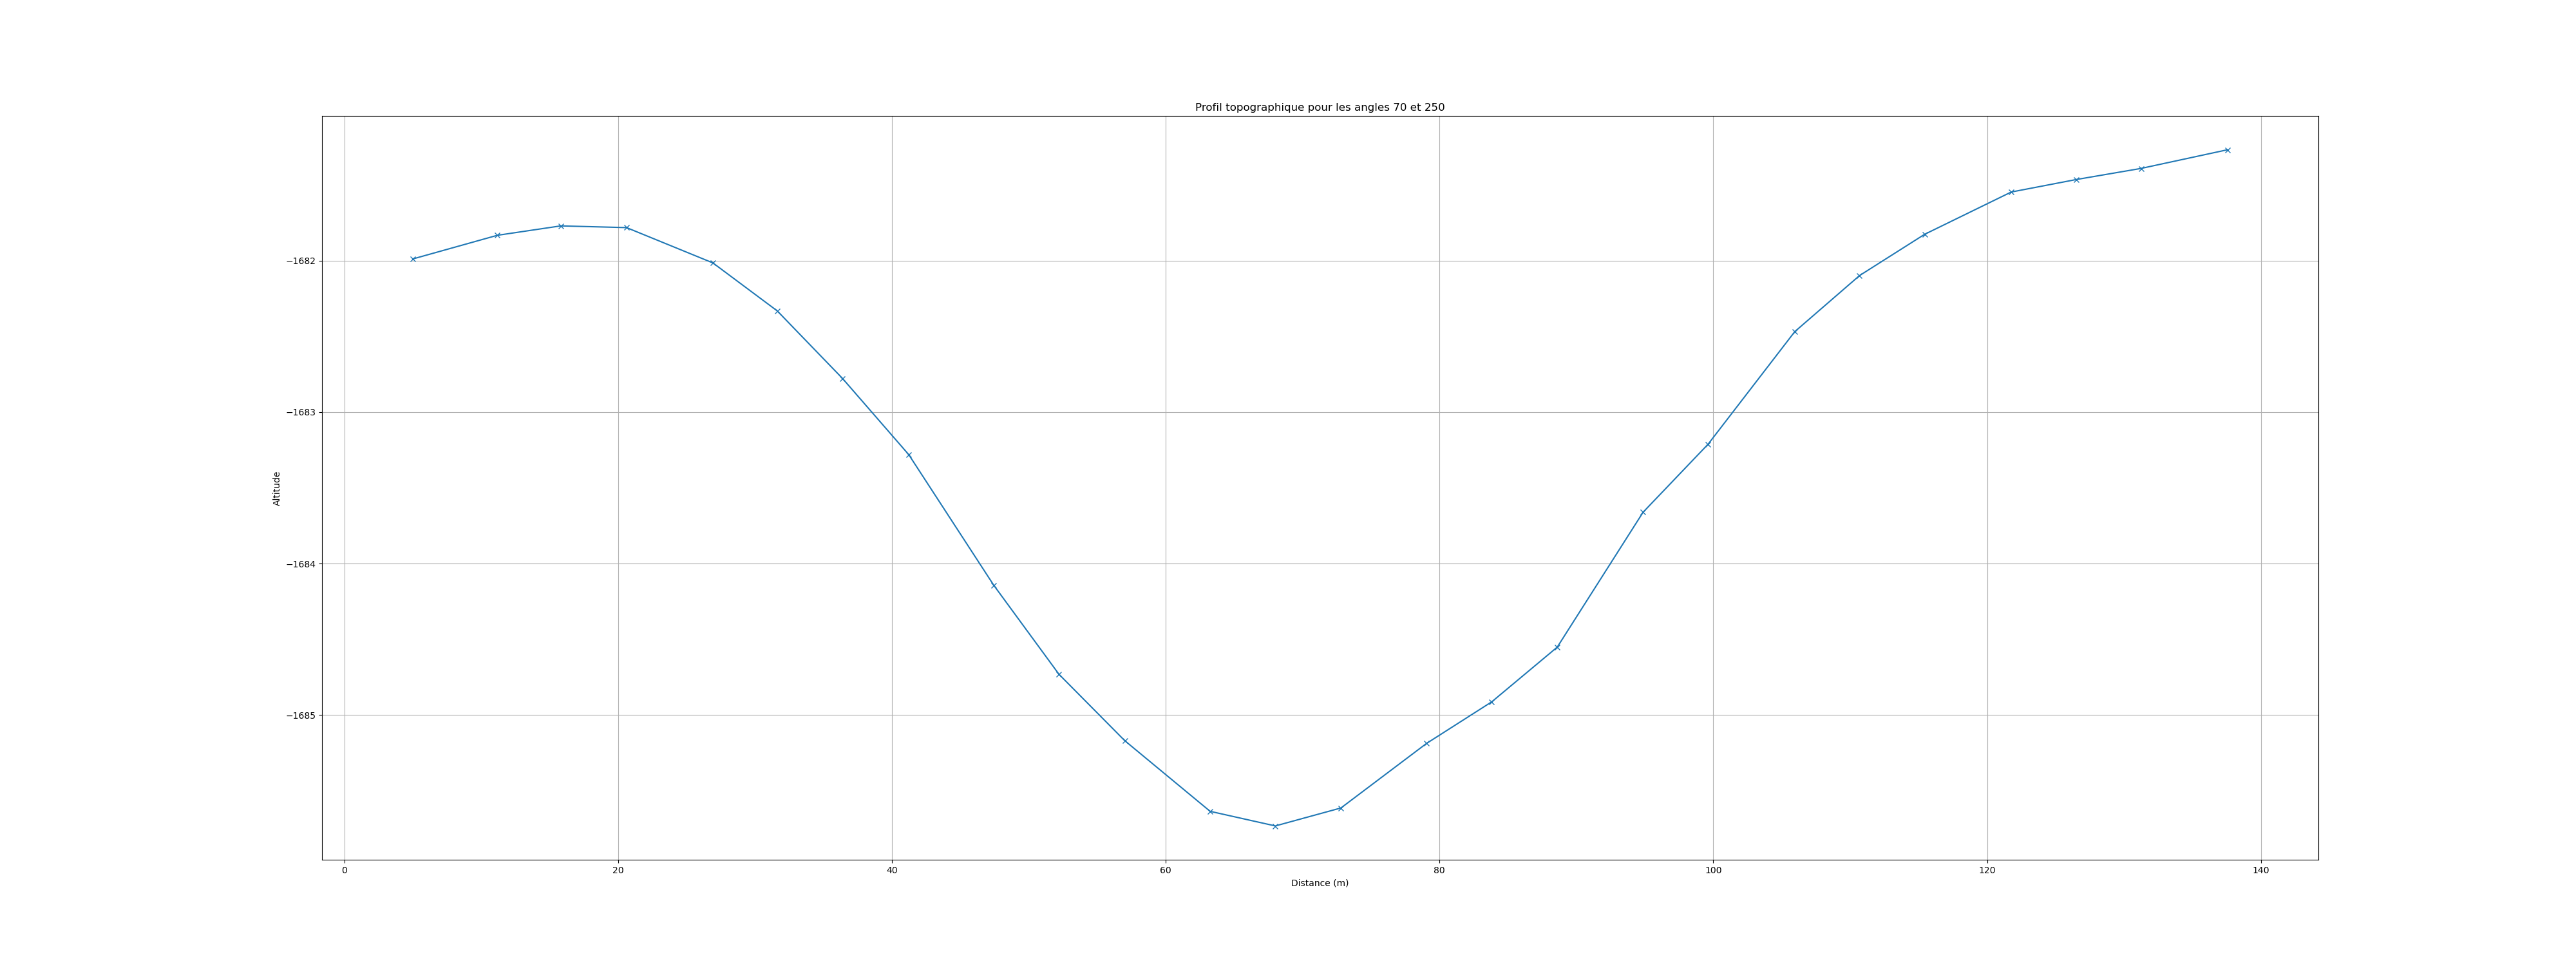 Profil topographique pour les angles 70 et 250
−1682
−1683
−1684
−1685
Altitude
0 20 40 60 80 100 120 140
Distance (m)